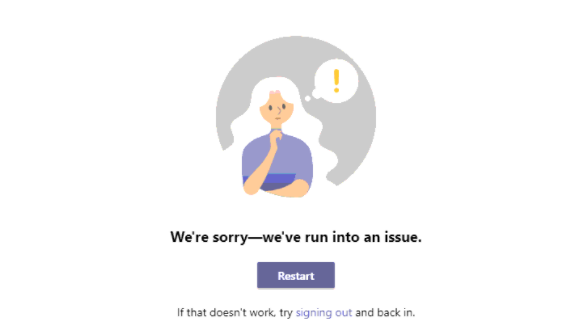 !
We're sorry—we've run into an issue.
Restart
If that doesn't work, try signing out and back in.